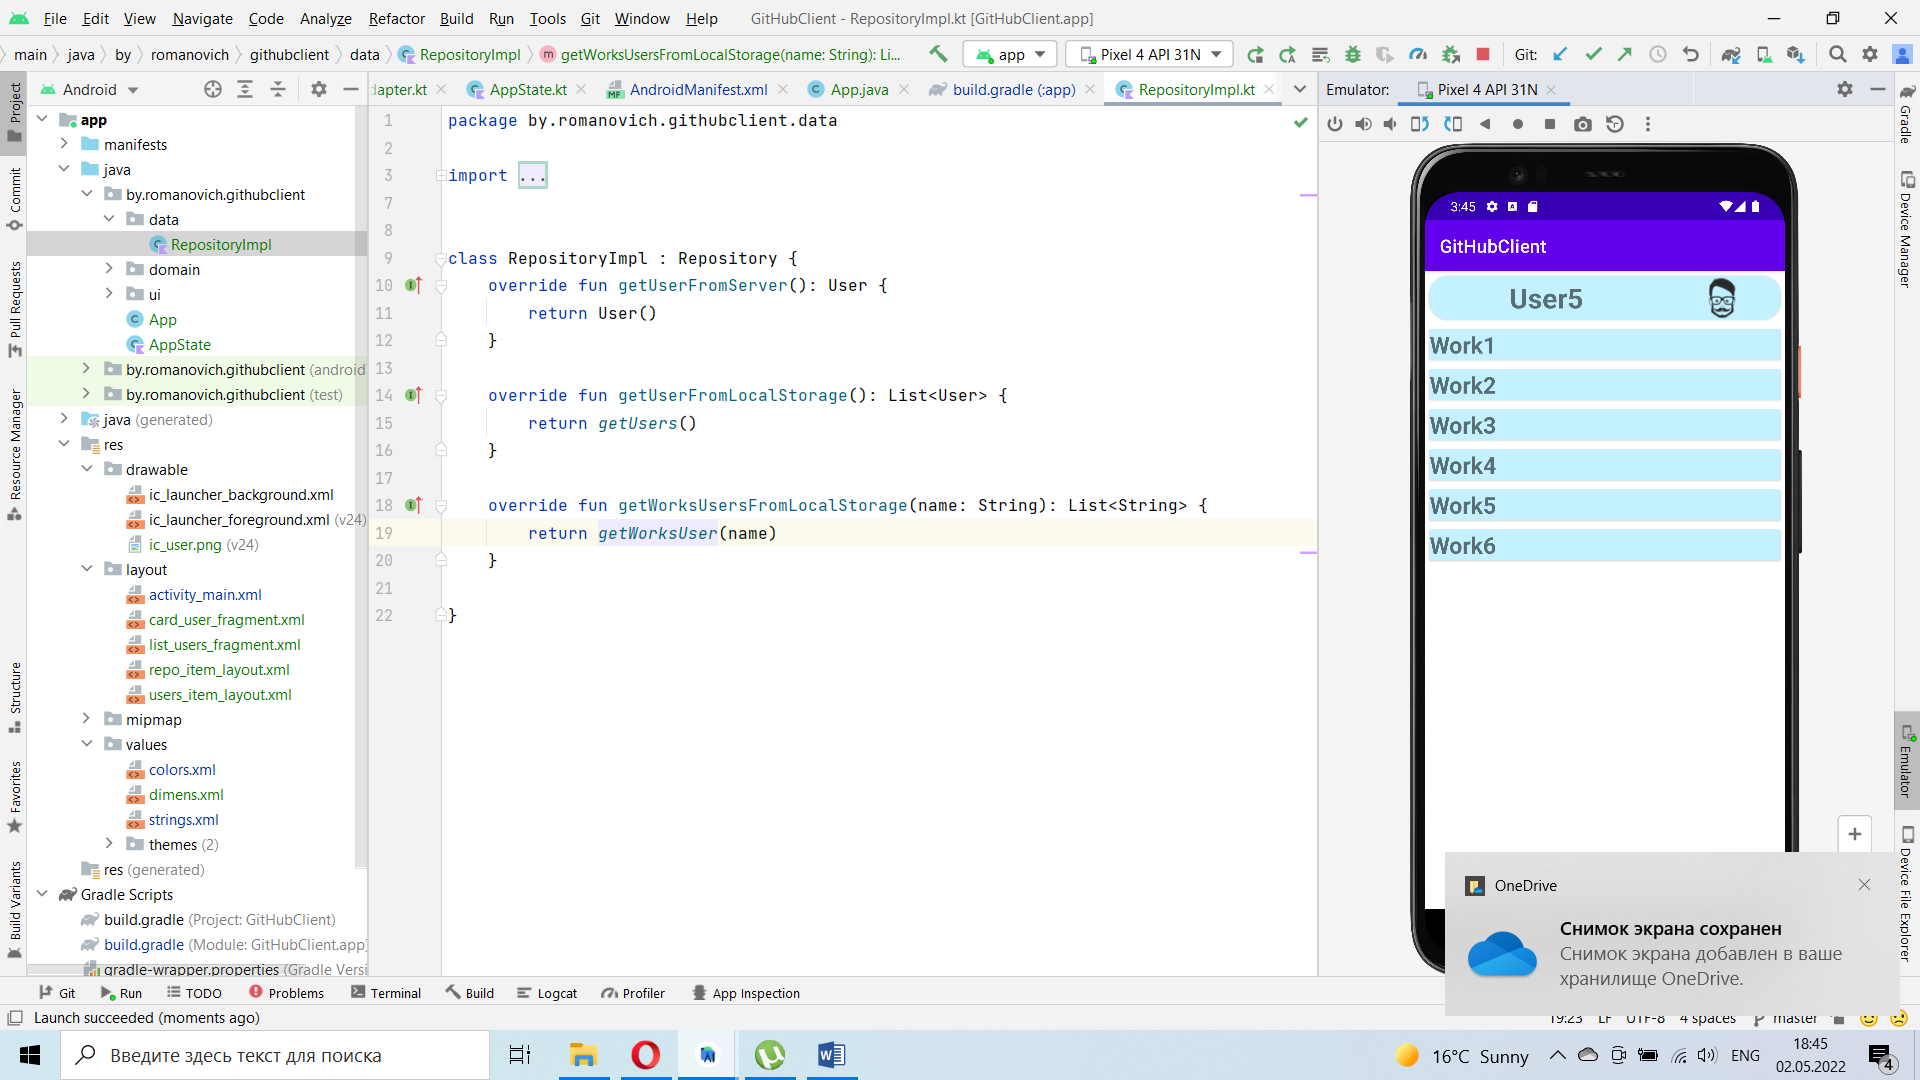 File Edit View Navigate Code Analyze Refactor Build Run Tools Git Window Help GitHubClient - RepositoryImpl.kt [GitHubClient.app]
main java by romanovich githubclient data RepositoryImpl getWorksUsersFromLocalStorage(name: String): Li... app Pixel 4 API 31N Git:
Android dapter.kt AppState.kt AndroidManifest.xml App.java build.gradle (:app) RepositoryImpl.kt Emulator: Pixel 4 API 31N
Project
Commit
Pull Requests
Resource Manager
Structure
Favorites
Build Variants
app
manifests
java
by.romanovich.githubclient
data
RepositoryImpl
domain
ui
App
AppState
by.romanovich.githubclient (android
by.romanovich.githubclient (test)
java (generated)
res
drawable
ic_launcher_background.xml
ic_launcher_foreground.xml (v24)
ic_user.png (v24)
layout
activity_main.xml
card_user_fragment.xml
list_users_fragment.xml
repo_item_layout.xml
users_item_layout.xml
mipmap
values
colors.xml
dimens.xml
strings.xml
themes (2)
res (generated)
Gradle Scripts
build.gradle (Project: GitHubClient)
build.gradle (Module: GitHubClient.app)
gradle-wrapper.properties (Gradle Versi
1 package by.romanovich.githubclient.data
2
3 import ...
7
8
9 class RepositoryImpl : Repository {
10 override fun getUserFromServer(): User {
11 return User()
12 }
13
14 override fun getUserFromLocalStorage(): List<User> {
15 return getUsers()
16 }
17
18 override fun getWorksUsersFromLocalStorage(name: String): List<String> {
19 return getWorksUser(name)
20 }
21
22 }
3:45
GitHubClient
User5
Work1
Work2
Work3
Work4
Work5
Work6
Gradle
Device Manager
Emulator
Device File Explorer
OneDrive
Снимок экрана сохранен
Снимок экрана добавлен в ваше
хранилище OneDrive.
Git Run TODO Problems Terminal Build Logcat Profiler App Inspection
Launch succeeded (moments ago) 19:23 LF UTF-8 4 spaces master
Введите здесь текст для поиска 16°C Sunny ENG 18:45
02.05.2022 4